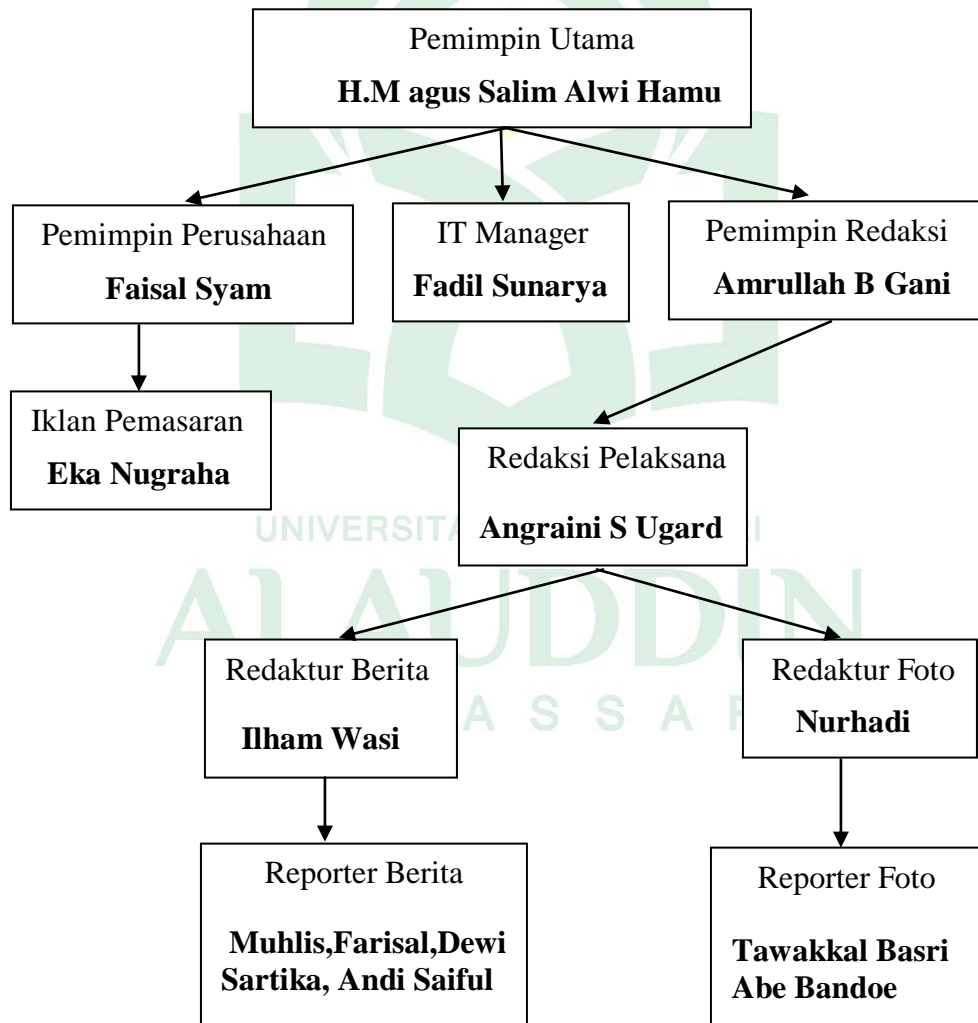 Pemimpin Utama
H.M agus Salim Alwi Hamu
Pemimpin Perusahaan
Faisal Syam
IT Manager
Fadil Sunarya
Pemimpin Redaksi
Amrullah B Gani
Iklan Pemasaran
Eka Nugraha
Redaksi Pelaksana
Angraini S Ugard
UNIVERSITA
RI
ALAUDDIN
ASSAR
Redaktur Berita
Ilham Wasi
Redaktur Foto
Nurhadi
Reporter Berita
Muhlis,Farisal,Dewi
Sartika, Andi Saiful
Reporter Foto
Tawakkal Basri
Abe Bandoe